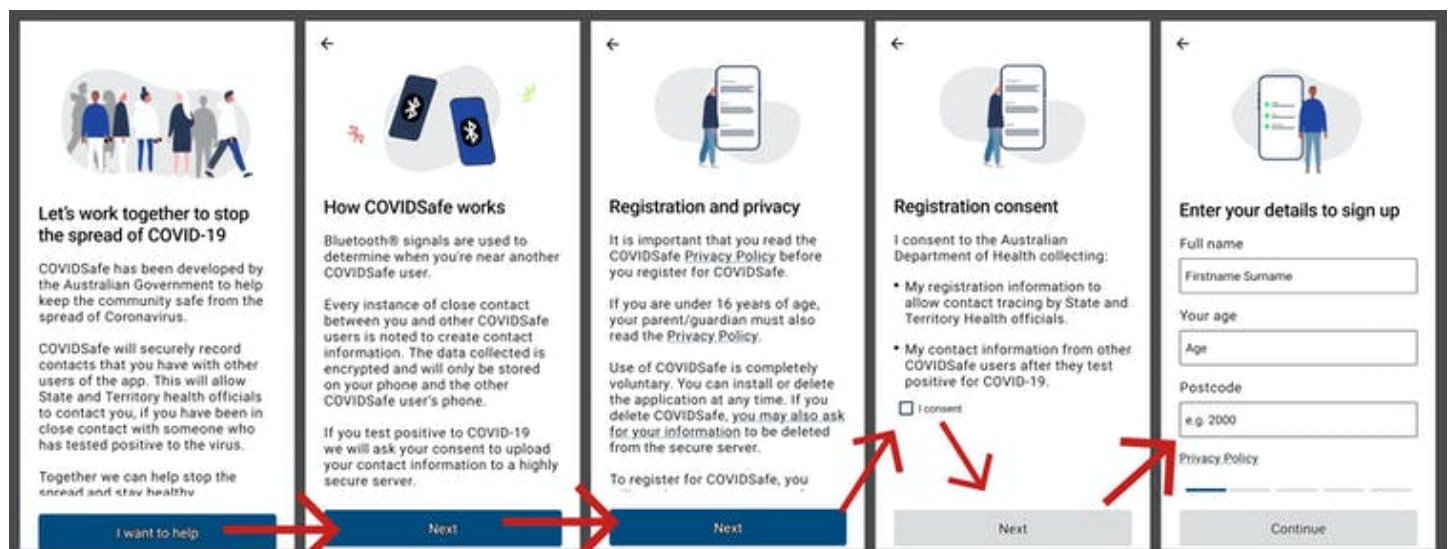 Let's work together to stop
the spread of COVID-19
COVIDSafe has been developed by
the Australian Government to help
keep the community safe from the
spread of Coronavirus.
COVIDSafe will securely record
contacts that you have with other
users of the app. This will allow
State and Territory health officials
to contact you, if you have been in
close contact with someone who
has tested positive to the virus.
Together we can help stop the
spread and stay healthy
I want to help
How COVIDSafe works
Bluetooth® signals are used to
determine when you're near another
COVIDSafe user.
Every instance of close contact
between you and other COVIDSafe
users is noted to create contact
information. The data collected is
encrypted and will only be stored
on your phone and the other
COVIDSafe user's phone.
If you test positive to COVID-19
we will ask your consent to upload
your contact information to a highly
secure server.
Next
Registration and privacy
It is important that you read the
COVIDSafe Privacy Policy before
you register for COVIDSafe.
If you are under 16 years of age,
your parent/guardian must also
read the Privacy Policy.
Use of COVIDSafe is completely
voluntary. You can install or delete
the application at any time. If you
delete COVIDSafe, you may also ask
for your information to be deleted
from the secure server.
To register for COVIDSafe, you
Next
Registration consent
I consent to the Australian
Department of Health collecting:
• My registration information to
allow contact tracing by State and
Territory Health officials.
• My contact information from other
COVIDSafe users after they test
positive for COVID-19.
I consent
Next
Enter your details to sign up
Full name
Firstname Surname
Your age
Age
Postcode
e.g. 2000
Privacy Policy
Continue